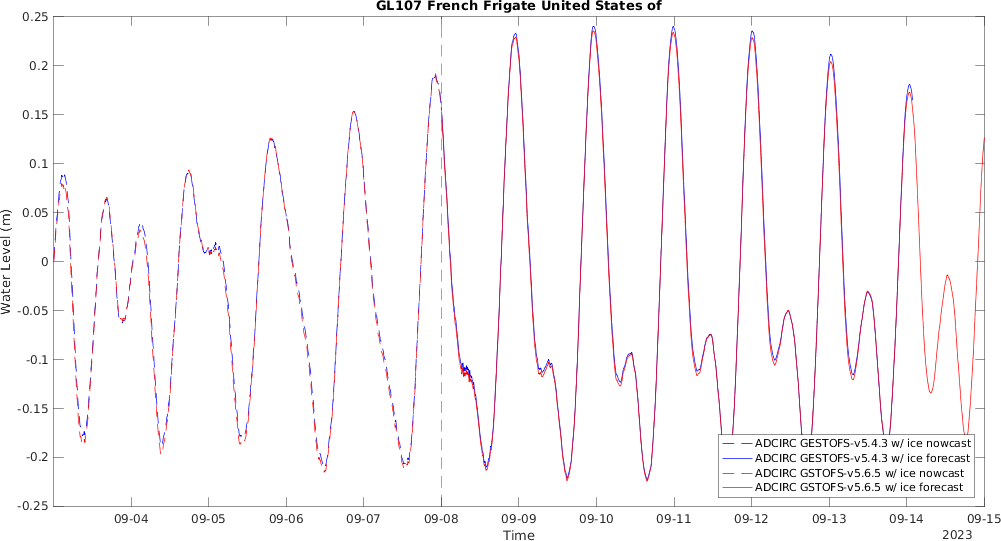 GL107 French Frigate United States of
0.25
0.2
0.15
0.1
0.05
0
-0.05
-0.1
-0.15
-0.2
-0.25
Water Level (m)
ADCIRC GESTOFS-v5.4.3 w/ ice nowcast
ADCIRC GESTOFS-v5.4.3 w/ ice forecast
ADCIRC GSTOFS-v5.6.5 w/ ice nowcast
ADCIRC GSTOFS-v5.6.5 w/ ice forecast
09-04 09-05 09-06 09-07 09-08 09-09 09-10 09-11 09-12 09-13 09-14 09-15
Time
2023